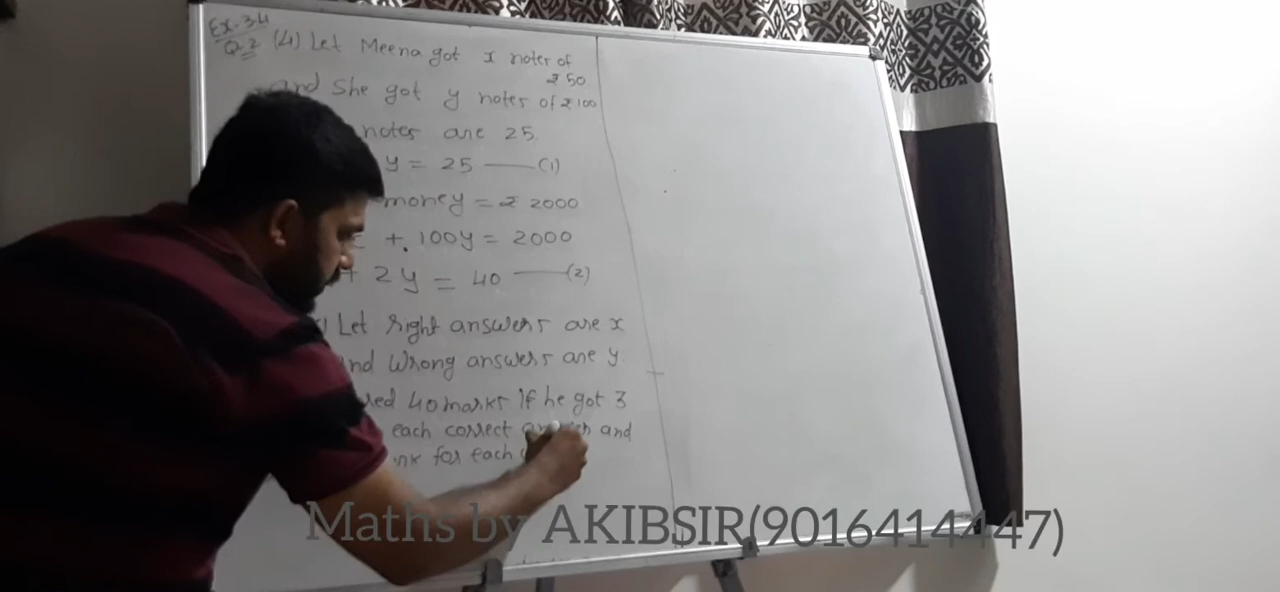 Ex-3.4
Q.2 (4) Let Meena got x notes of
₹ 50
and She got y notes of ₹ 100
notes are 25.
y = 25 —— (1)
money = ₹ 2000
+ 100y = 2000
+ 2y = 40 —— (2)
Let right answers are x
and Wrong answers are y.
40 marks If he got 3
each correct and
for each
Maths by AKIBSIR(9016414447)